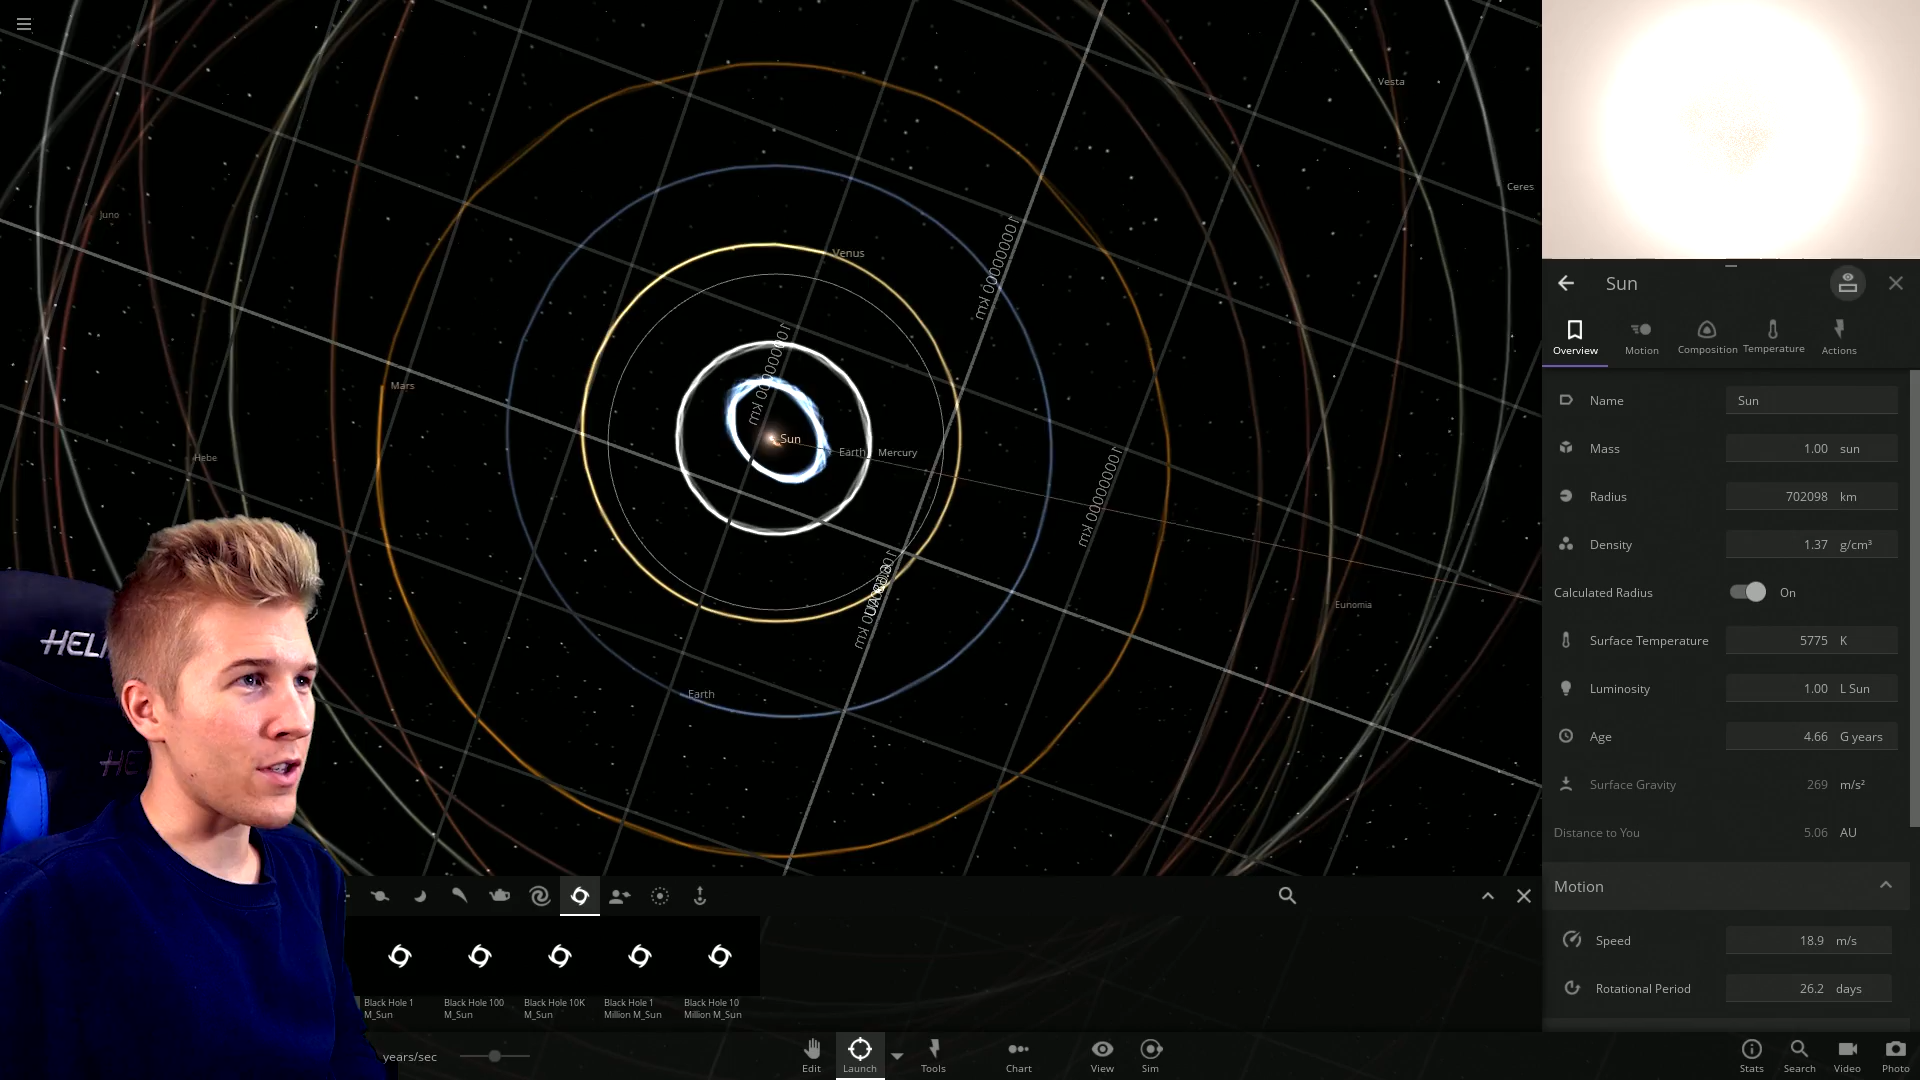 Vesta
Ceres
Juno
Venus
1000000
Km
1000000
Mars
Sun
Earth
Mercury
Hebe
Eunomia
Earth
HELI
HE
Sun
Overview
Motion
Composition
Temperature
Actions
Name
Sun
Mass
1.00 sun
Radius
702098 km
Density
1.37 g/cm³
Calculated Radius
On
Surface Temperature
5775 K
Luminosity
1.00 L Sun
Age
4.66 G years
Surface Gravity
269 m/s²
Distance to You
5.06 AU
Motion
Speed
18.9 m/s
Rotational Period
26.2 days
Black Hole 1
M_Sun
Black Hole 100
M_Sun
Black Hole 10K
M_Sun
Black Hole 1
Million M_Sun
Black Hole 10
Million M_Sun
years/sec
Edit
Launch
Tools
Chart
View
Sim
Stats
Search
Video
Photo